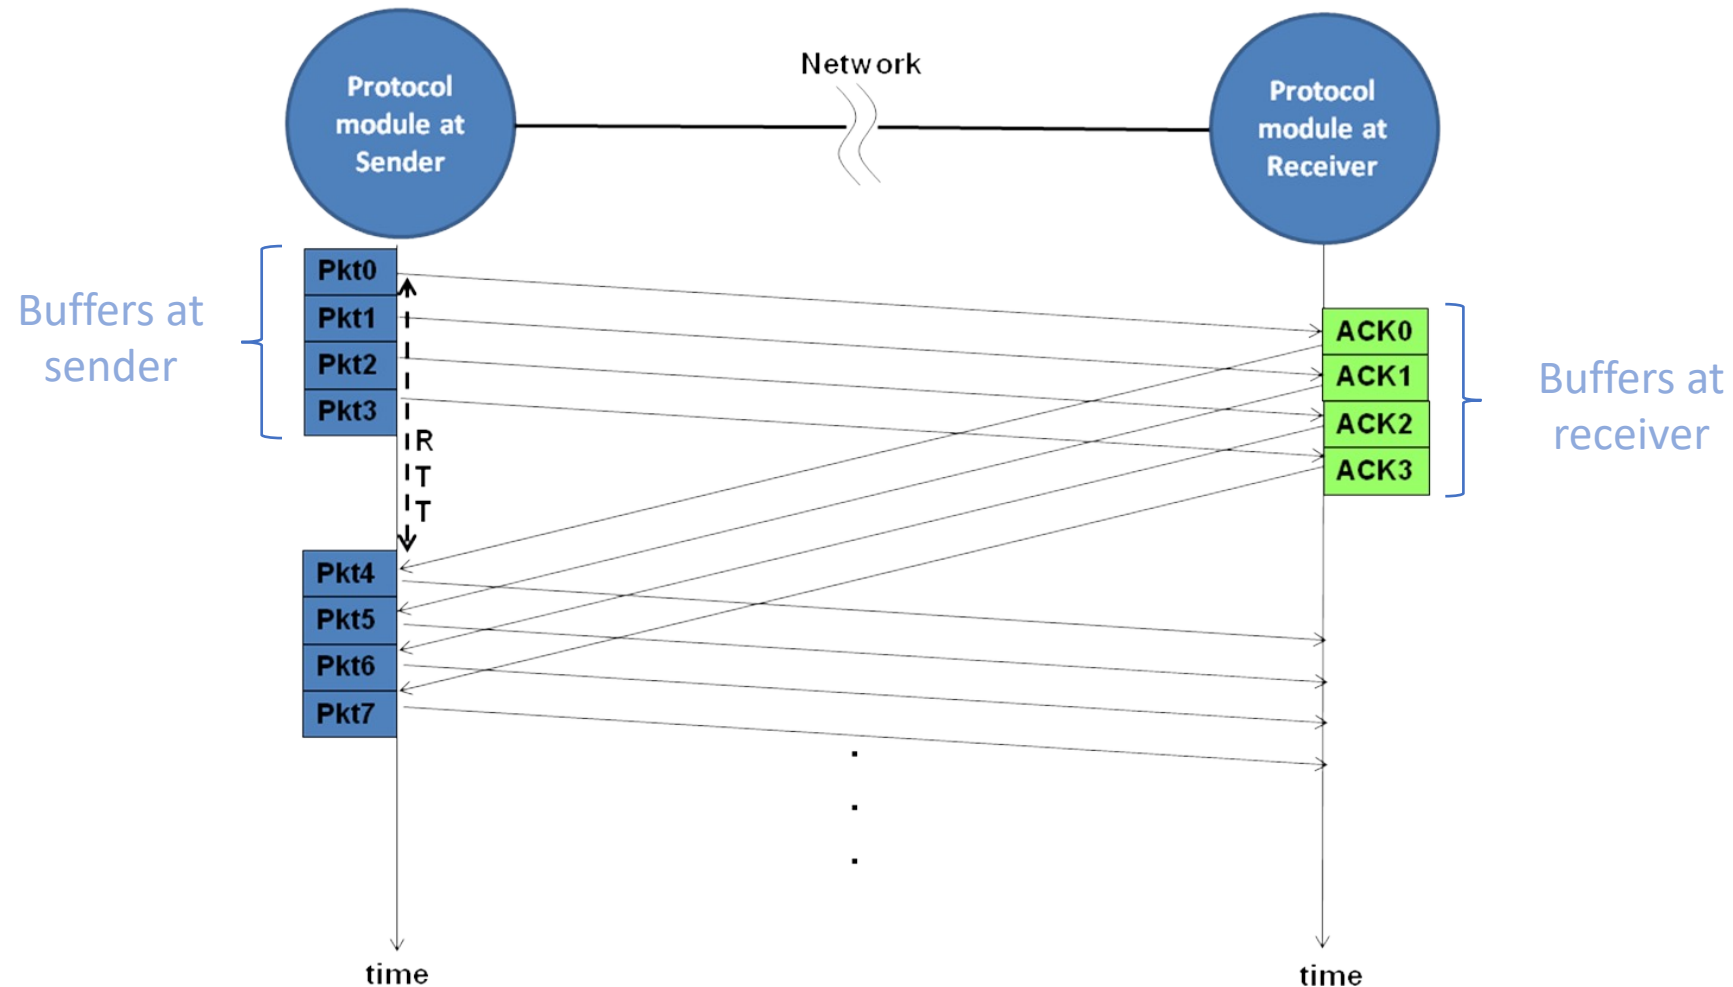 Protocol
module at
Sender
Network
Protocol
module at
Receiver
Buffers at
sender
Pkt0
Pkt1
Pkt2
Pkt3
R
T
T
ACK0
ACK1
ACK2
ACK3
Buffers at
receiver
Pkt4
Pkt5
Pkt6
Pkt7
time
time